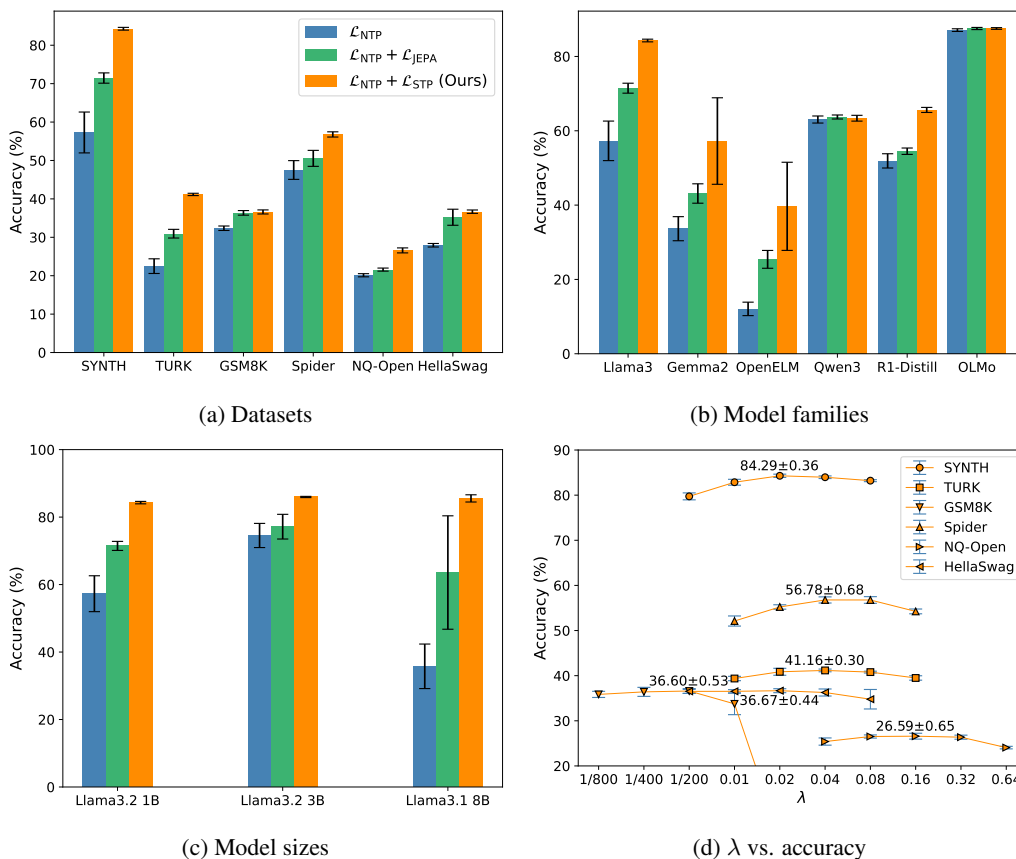 80
70
60
50
40
30
20
10
0
Accuracy (%)
ℒNTP
ℒNTP + ℒJEPA
ℒNTP + ℒSTP (Ours)
SYNTH TURK GSM8K Spider NQ-Open HellaSwag
(a) Datasets
80
60
40
20
0
Accuracy (%)
Llama3 Gemma2 OpenELM Qwen3 R1-Distill OLMo
(b) Model families
100
80
60
40
20
0
Accuracy (%)
Llama3.2 1B Llama3.2 3B Llama3.1 8B
(c) Model sizes
90
80
70
60
50
40
30
20
Accuracy (%)
84.29±0.36
56.78±0.68
41.16±0.30
36.60±0.53
36.67±0.44
26.59±0.65
SYNTH
TURK
GSM8K
Spider
NQ-Open
HellaSwag
1/800 1/400 1/200 0.01 0.02 0.04 0.08 0.16 0.32 0.64
λ
(d) λ vs. accuracy